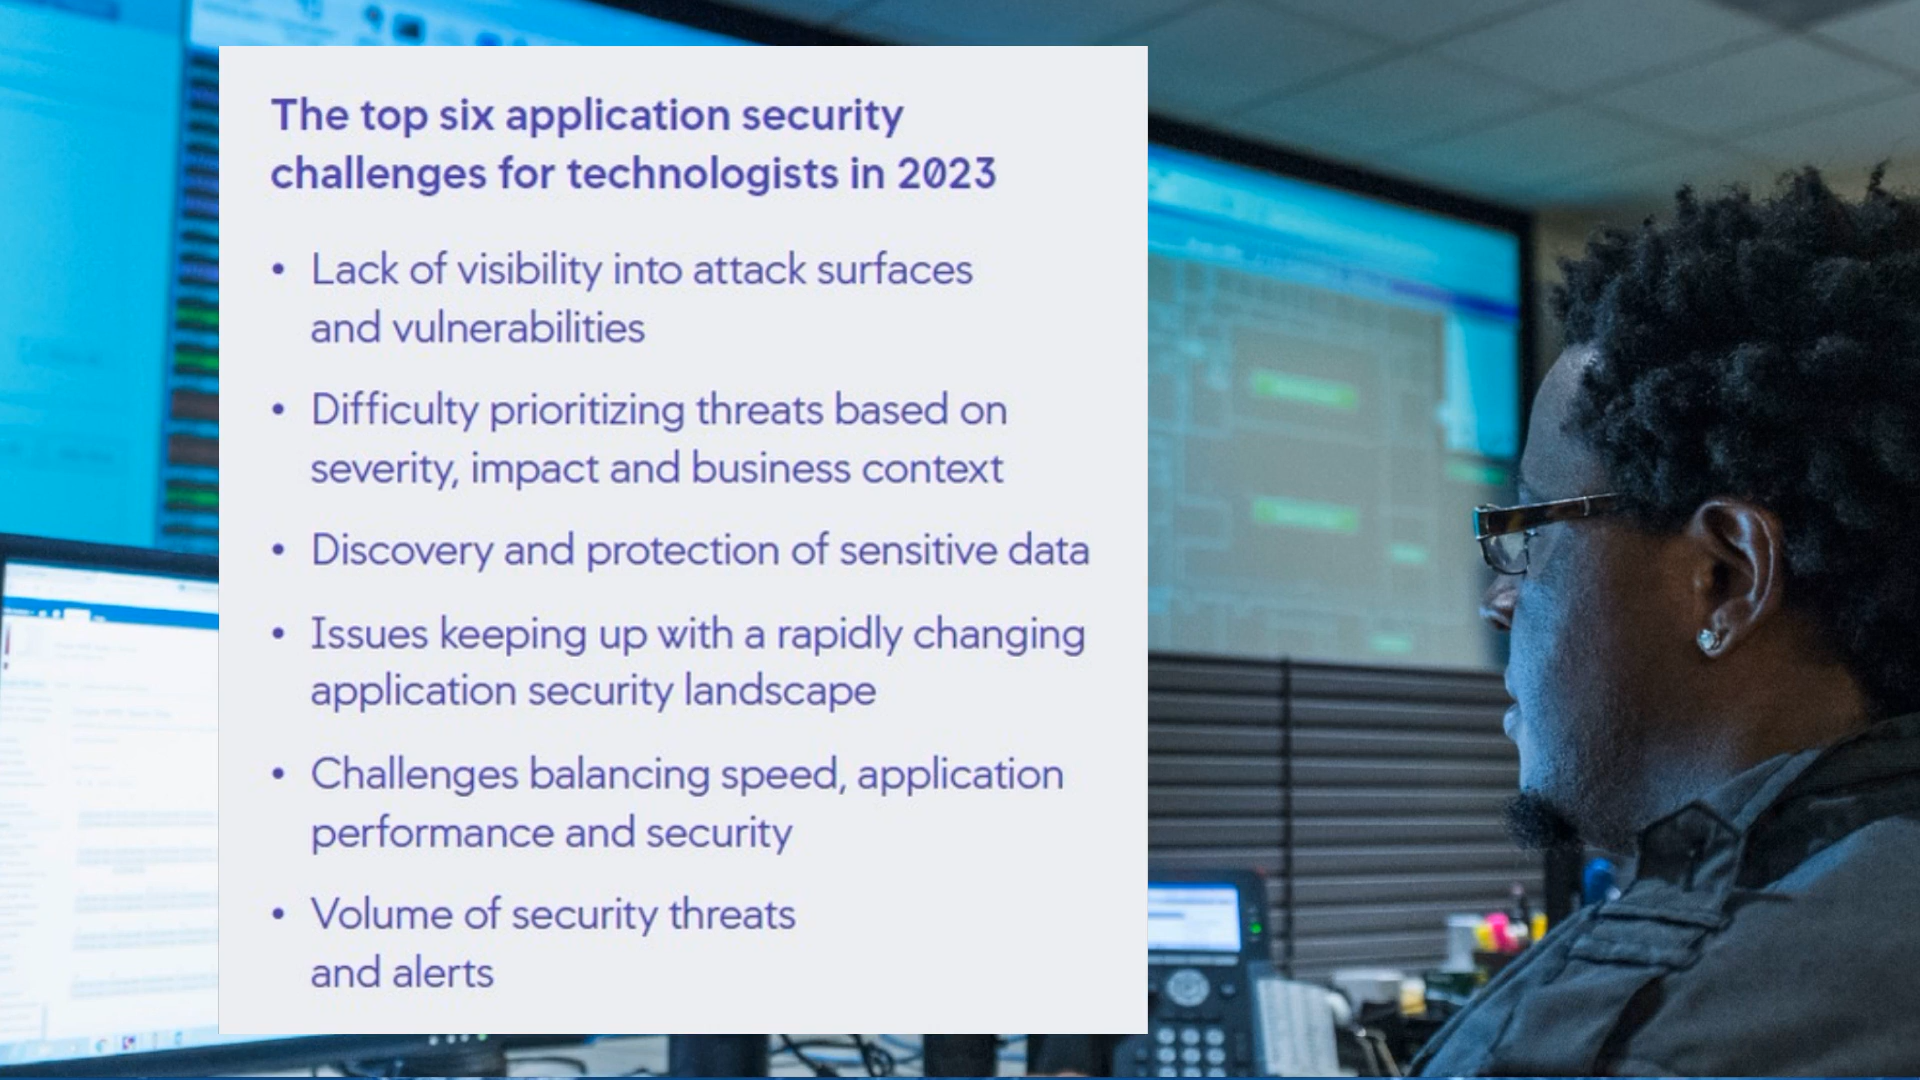 The top six application security
challenges for technologists in 2023
• Lack of visibility into attack surfaces
and vulnerabilities
• Difficulty prioritizing threats based on
severity, impact and business context
• Discovery and protection of sensitive data
• Issues keeping up with a rapidly changing
application security landscape
• Challenges balancing speed, application
performance and security
• Volume of security threats
and alerts